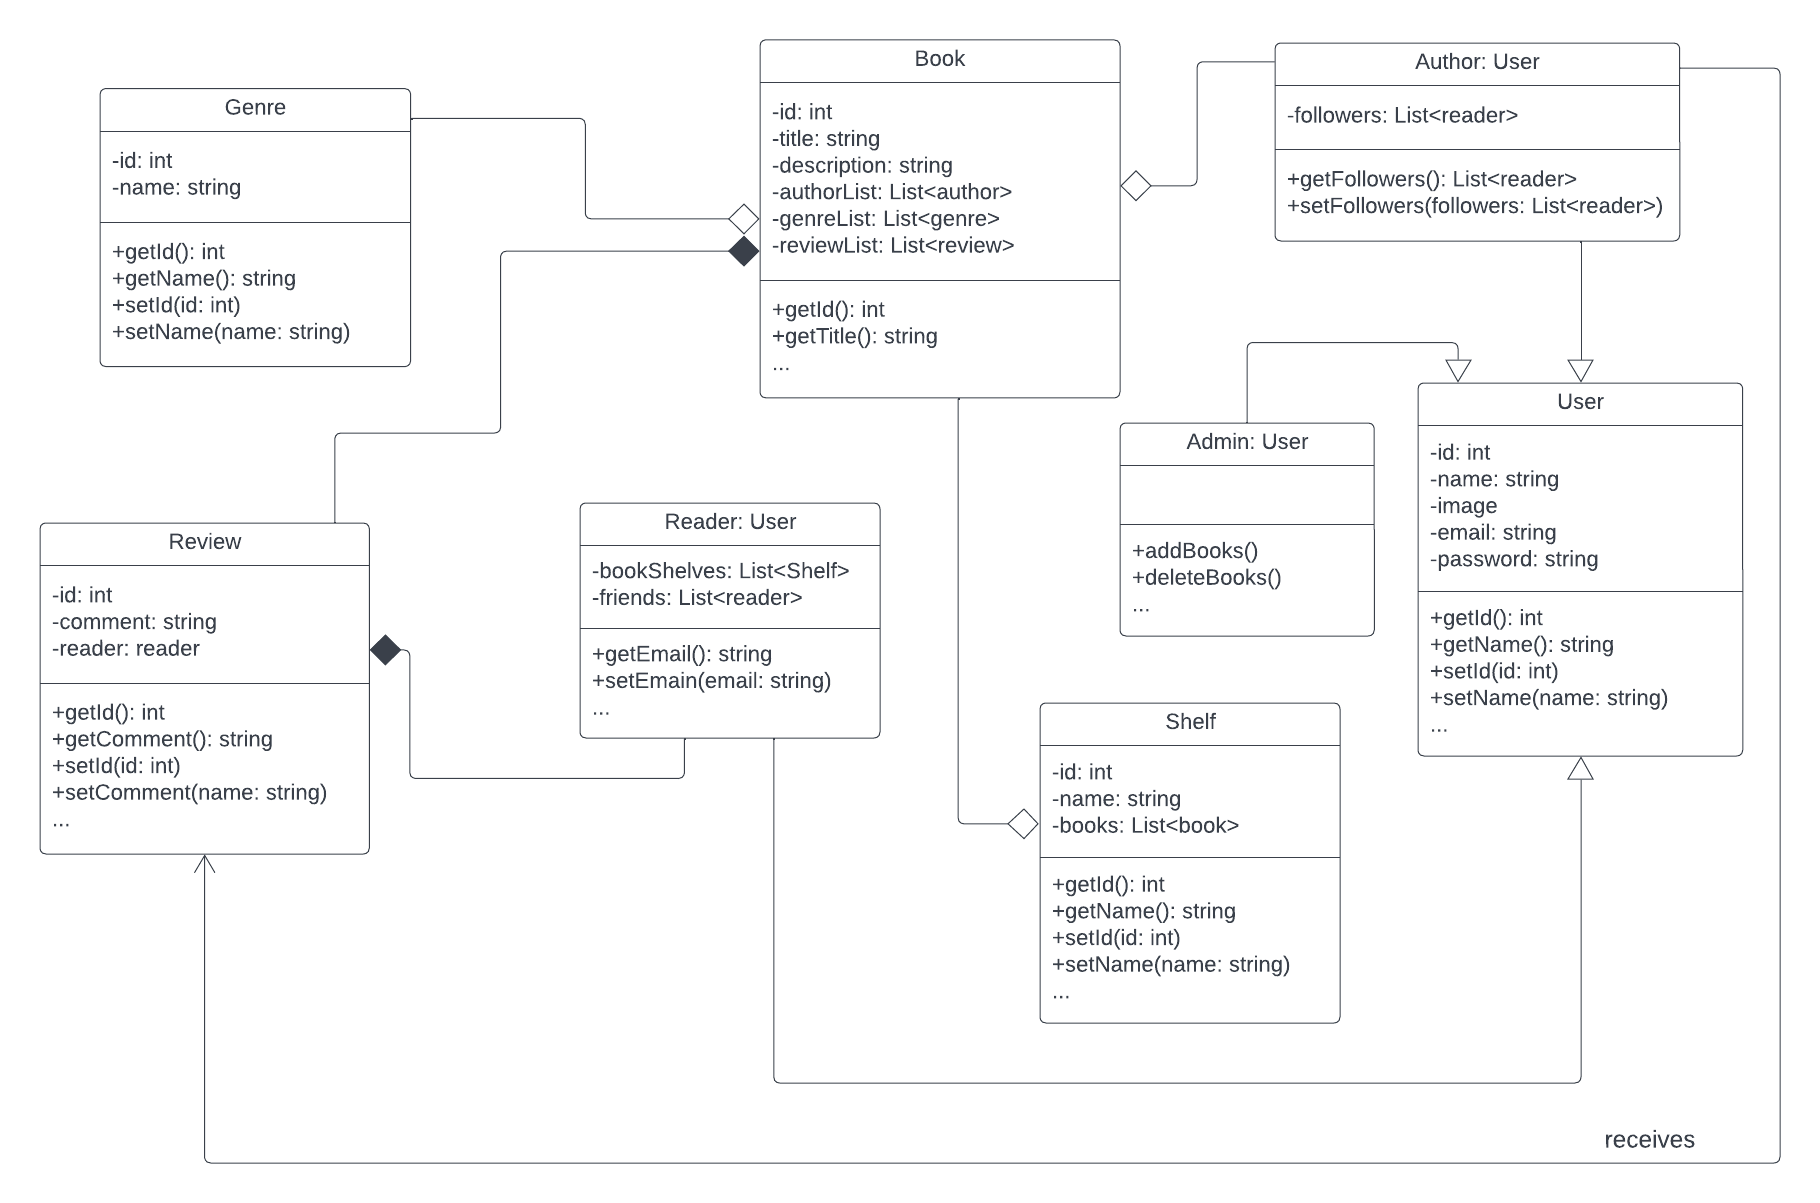 Book
-id: int
-title: string
-description: string
-authorList: List<author>
-genreList: List<genre>
-reviewList: List<review>
+getId(): int
+getTitle(): string
...
Author: User
-followers: List<reader>
+getFollowers(): List<reader>
+setFollowers(followers: List<reader>)
Genre
-id: int
-name: string
+getId(): int
+getName(): string
+setId(id: int)
+setName(name: string)
User
-id: int
-name: string
-image
-email: string
-password: string
+getId(): int
+getName(): string
+setId(id: int)
+setName(name: string)
...
Admin: User
+addBooks()
+deleteBooks()
...
Reader: User
-bookShelves: List<Shelf>
-friends: List<reader>
+getEmail(): string
+setEmain(email: string)
...
Review
-id: int
-comment: string
-reader: reader
+getId(): int
+getComment(): string
+setId(id: int)
+setComment(name: string)
...
Shelf
-id: int
-name: string
-books: List<book>
+getId(): int
+getName(): string
+setId(id: int)
+setName(name: string)
...
receives